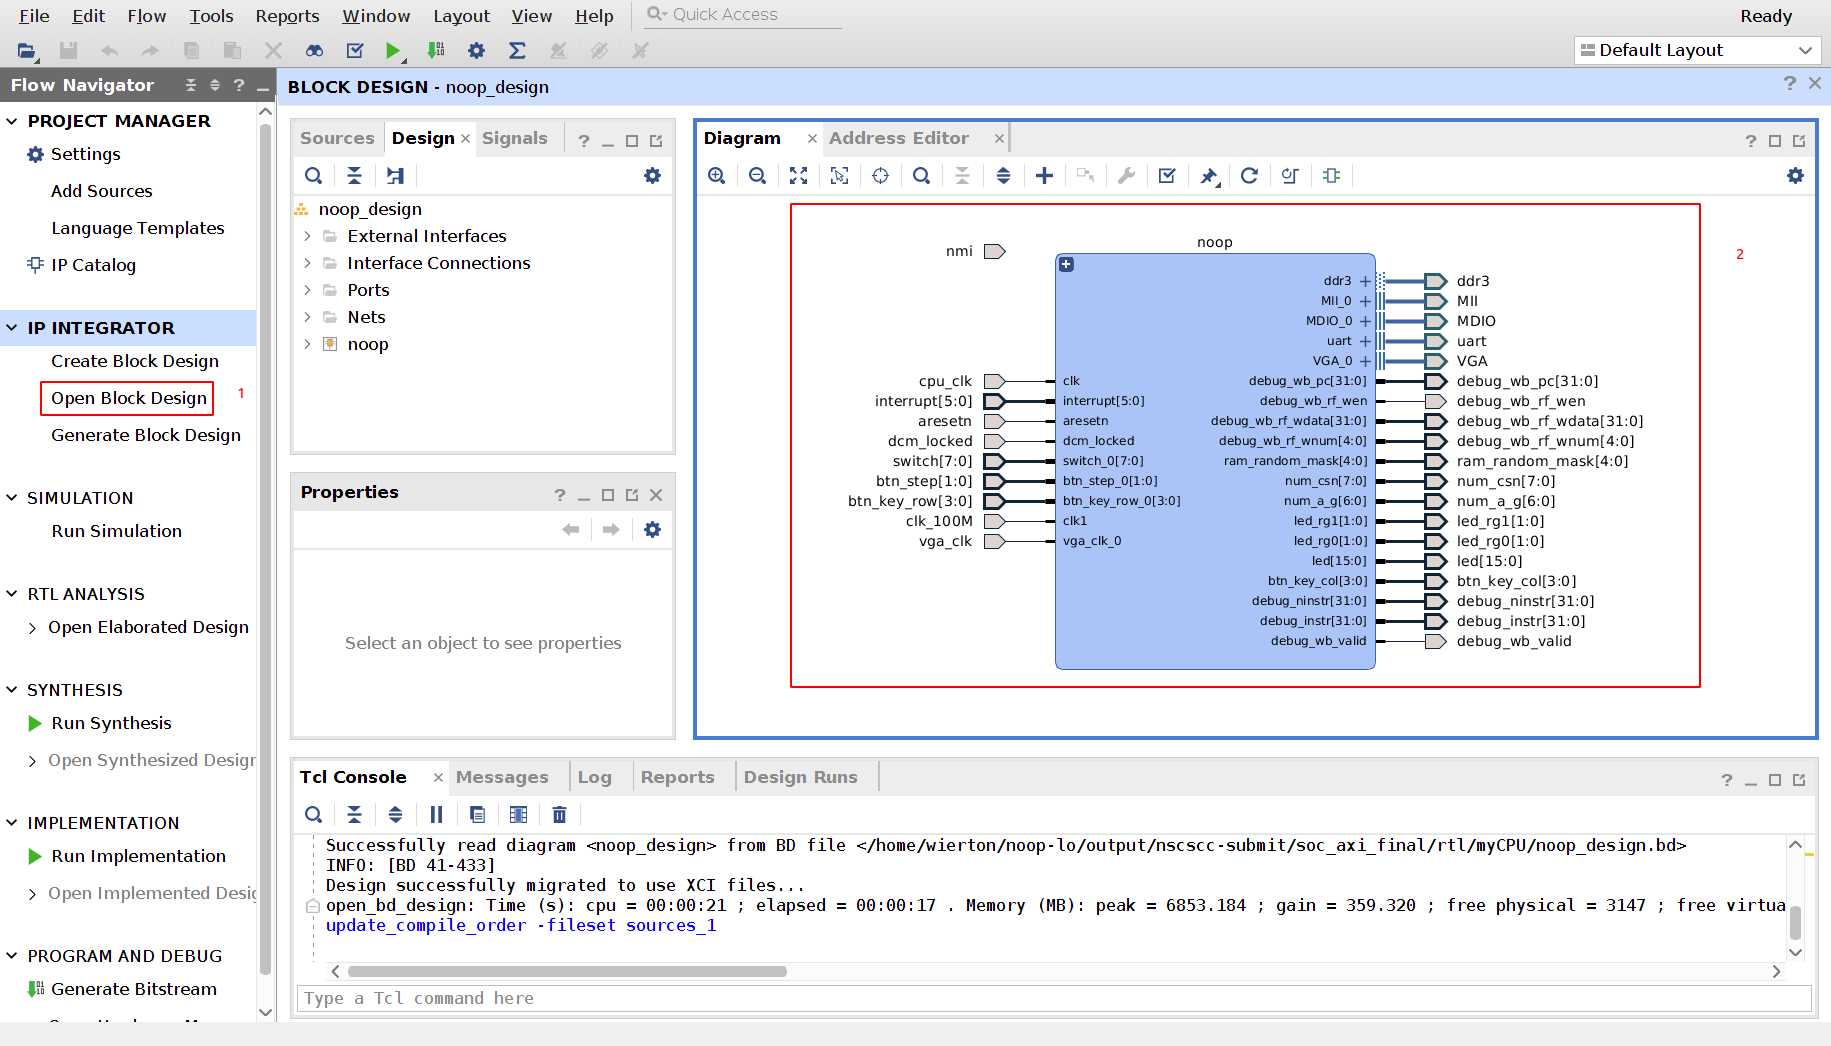 File Edit Flow Tools Reports Window Layout View Help Quick Access Ready
Default Layout
Flow Navigator ?
BLOCK DESIGN - noop_design ?
PROJECT MANAGER
Settings
Add Sources
Language Templates
IP Catalog
IP INTEGRATOR
Create Block Design
Open Block Design
1
Generate Block Design
SIMULATION
Run Simulation
RTL ANALYSIS
Open Elaborated Design
SYNTHESIS
Run Synthesis
Open Synthesized Design
IMPLEMENTATION
Run Implementation
Open Implemented Desig
PROGRAM AND DEBUG
Generate Bitstream
Sources Design Signals ?
noop_design
External Interfaces
Interface Connections
Ports
Nets
noop
Properties ?
Select an object to see properties
Diagram Address Editor ?
2
noop
nmi
cpu_clk
interrupt[5:0]
aresetn
dcm_locked
switch[7:0]
btn_step[1:0]
btn_key_row[3:0]
clk_100M
vga_clk
clk
interrupt[5:0]
aresetn
dcm_locked
switch_0[7:0]
btn_step_0[1:0]
btn_key_row_0[3:0]
clk1
vga_clk_0
ddr3
MII_0
MDIO_0
uart
VGA_0
debug_wb_pc[31:0]
debug_wb_rf_wen
debug_wb_rf_wdata[31:0]
debug_wb_rf_wnum[4:0]
ram_random_mask[4:0]
num_csn[7:0]
num_a_g[6:0]
led_rg1[1:0]
led_rg0[1:0]
led[15:0]
btn_key_col[3:0]
debug_ninstr[31:0]
debug_instr[31:0]
debug_wb_valid
ddr3
MII
MDIO
uart
VGA
debug_wb_pc[31:0]
debug_wb_rf_wen
debug_wb_rf_wdata[31:0]
debug_wb_rf_wnum[4:0]
ram_random_mask[4:0]
num_csn[7:0]
num_a_g[6:0]
led_rg1[1:0]
led_rg0[1:0]
led[15:0]
btn_key_col[3:0]
debug_ninstr[31:0]
debug_instr[31:0]
debug_wb_valid
Tcl Console Messages Log Reports Design Runs ?
Successfully read diagram <noop_design> from BD file </home/wierton/noop-lo/output/nscscc-submit/soc_axi_final/rtl/myCPU/noop_design.bd>
INFO: [BD 41-433]
Design successfully migrated to use XCI files...
open_bd_design: Time (s): cpu = 00:00:21 ; elapsed = 00:00:17 . Memory (MB): peak = 6853.184 ; gain = 359.320 ; free physical = 3147 ; free virtua
update_compile_order -fileset sources_1
Type a Tcl command here